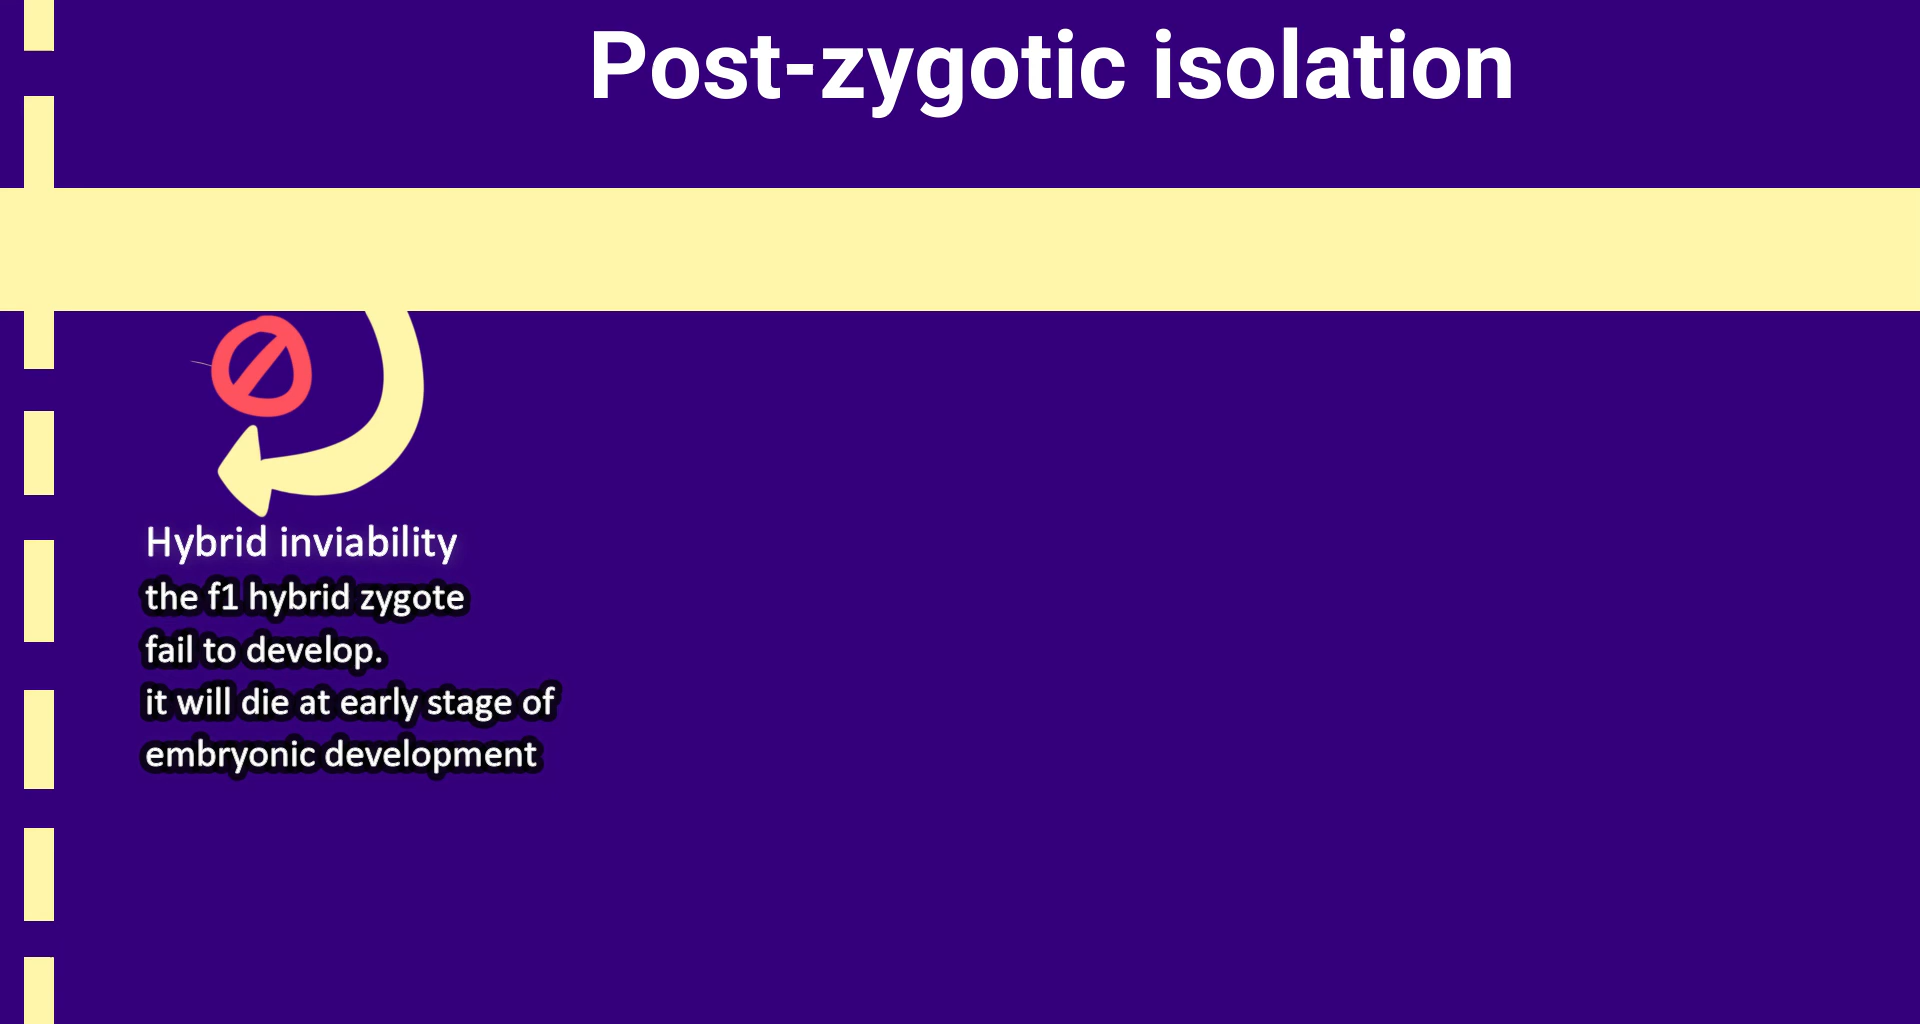 Post-zygotic isolation
Hybrid inviability
the f1 hybrid zygote
fail to develop.
it will die at early stage of
embryonic development